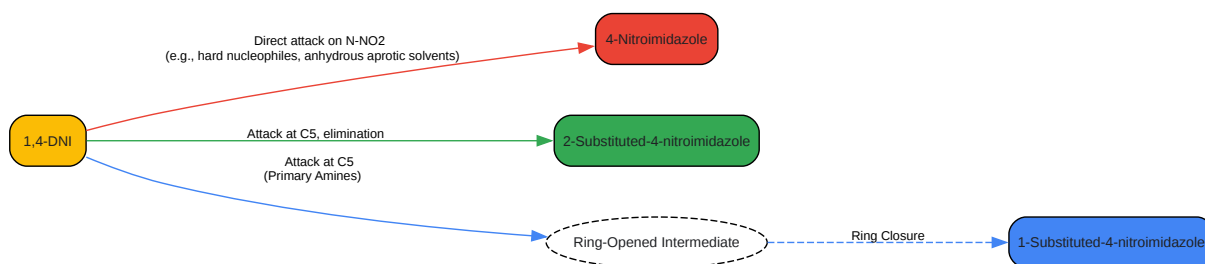 Direct attack on N-NO2
(e.g., hard nucleophiles, anhydrous aprotic solvents)
4-Nitroimidazole
1,4-DNI
Attack at C5, elimination
2-Substituted-4-nitroimidazole
Attack at C5
(Primary Amines)
Ring-Opened Intermediate
Ring Closure
1-Substituted-4-nitroimidazole